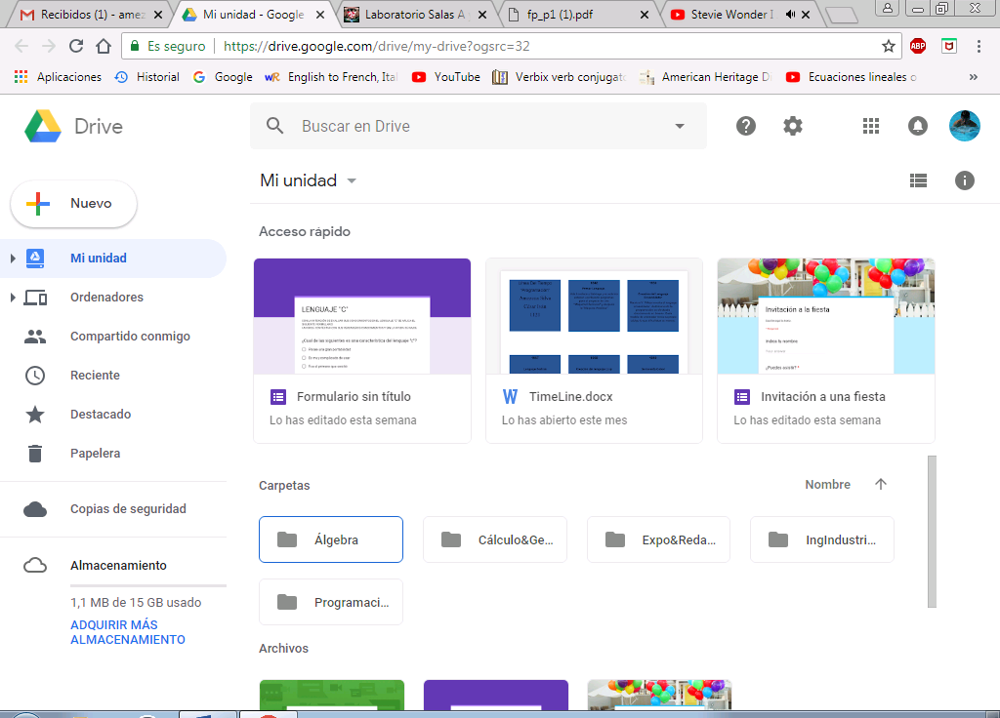 Recibidos (1) - amez
Mi unidad - Google
Laboratorio Salas A
fp_p1 (1).pdf
Stevie Wonder
Es seguro
https://drive.google.com/drive/my-drive?ogsrc=32
ABP
Aplicaciones
Historial
Google
English to French, Ital
YouTube
Verbix verb conjugato
American Heritage D
Ecuaciones lineales o
»
Drive
Buscar en Drive
Mi unidad
Nuevo
Acceso rápido
Mi unidad
Ordenadores
Compartido conmigo
Reciente
Destacado
Papelera
Copias de seguridad
Almacenamiento
1,1 MB de 15 GB usado
ADQUIRIR MÁS
ALMACENAMIENTO
LENGUAJE "C"
Formulario sin título
Lo has editado esta semana
TimeLine.docx
Lo has abierto este mes
Invitación a la fiesta
Invitación a una fiesta
Lo has editado esta semana
Carpetas
Nombre
Álgebra
Cálculo&Ge...
Expo&Reda...
IngIndustri...
Programaci...
Archivos